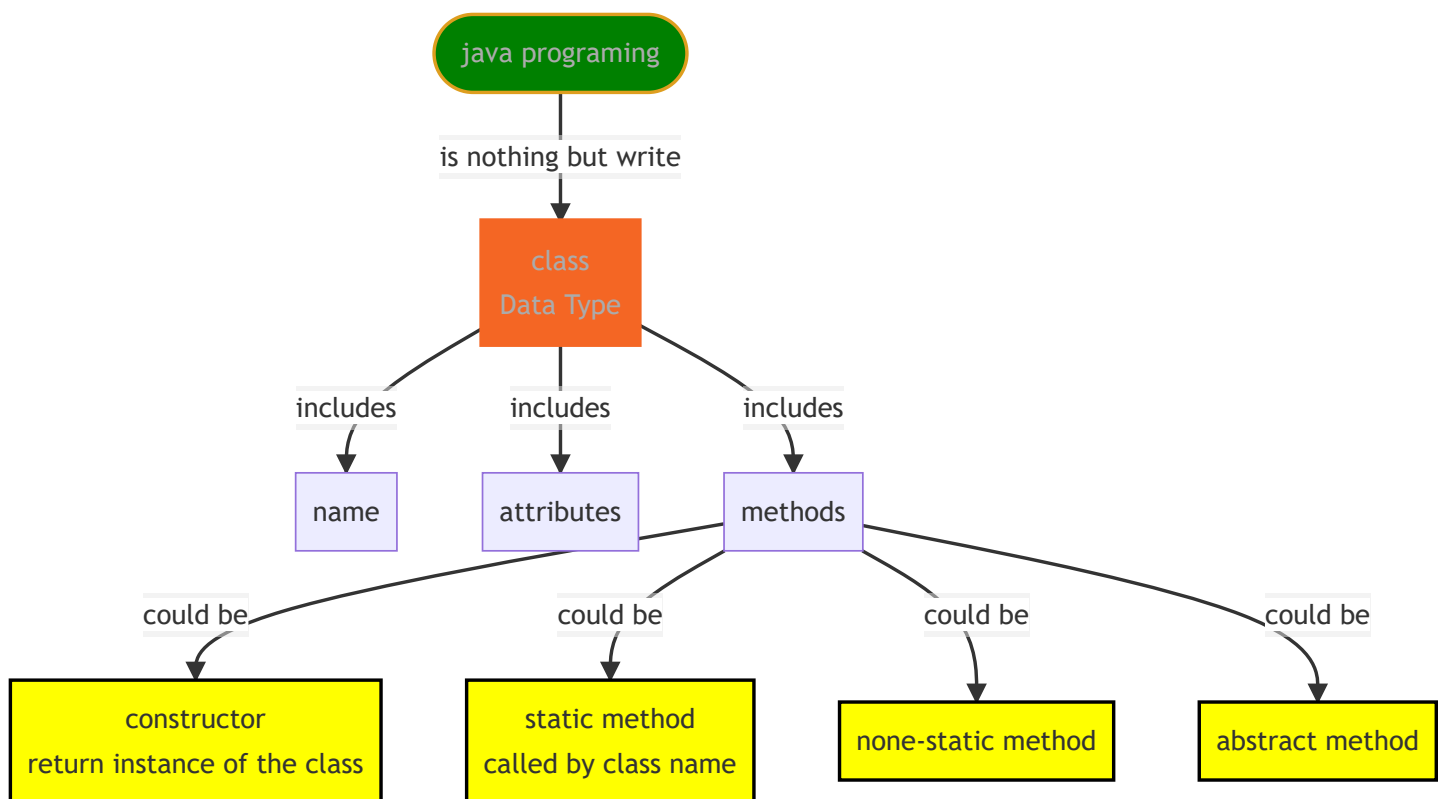 java programing
is nothing but write
class
Data Type
includes
includes
includes
name
attributes
methods
could be
could be
could be
could be
constructor
return instance of the class
static method
called by class name
none-static method
abstract method